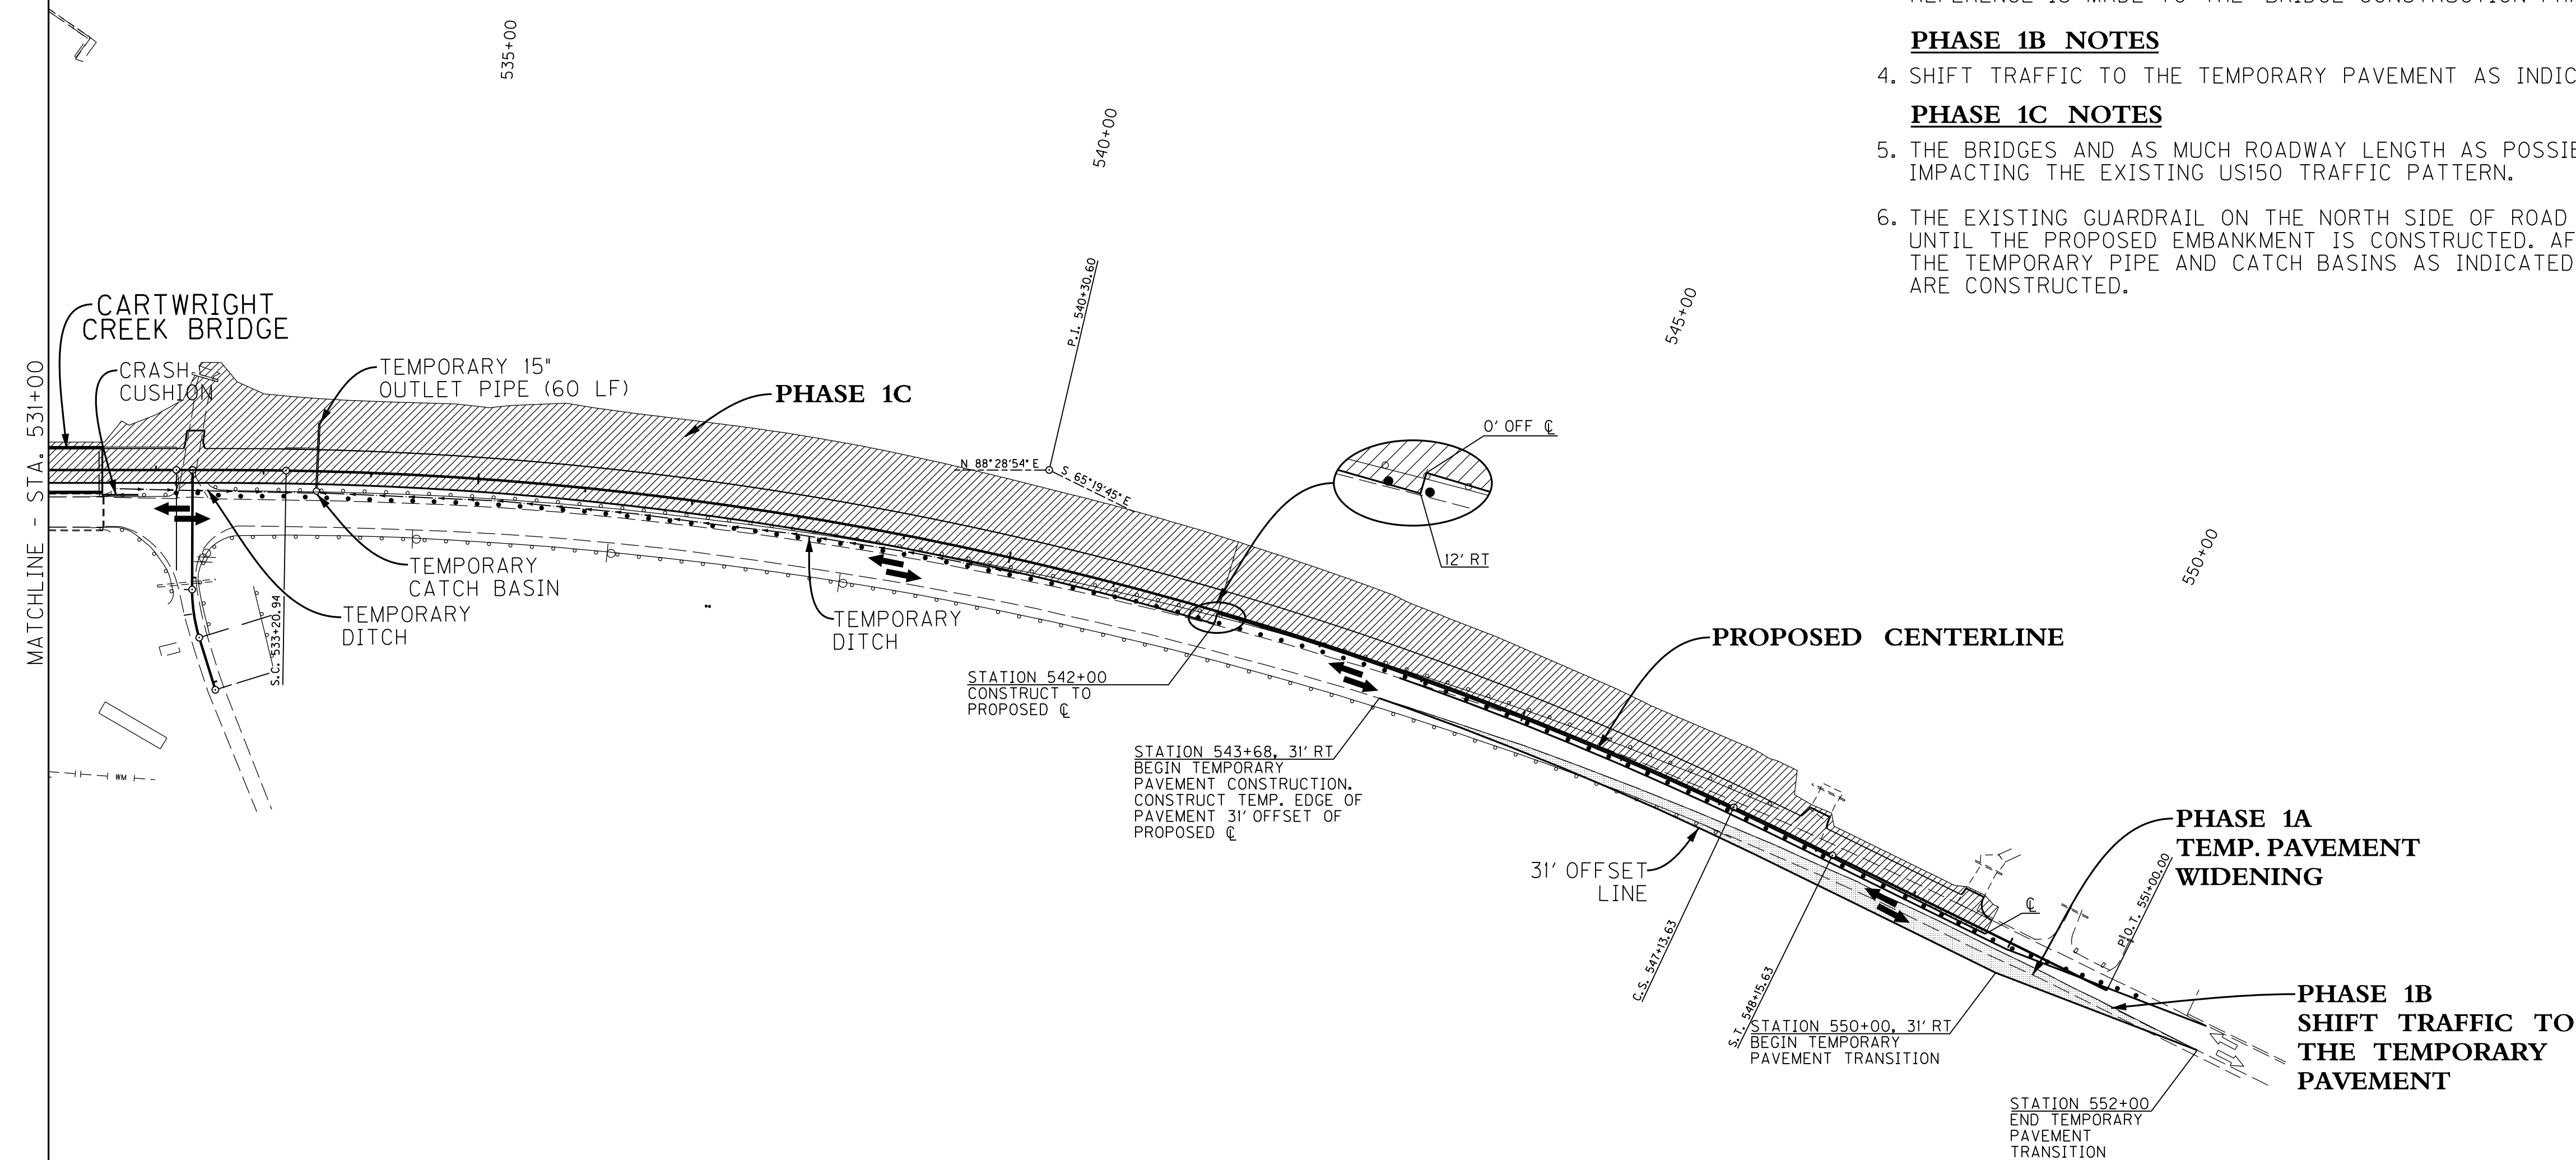 PHASE 1B NOTES
4. SHIFT TRAFFIC TO THE TEMPORARY PAVEMENT AS INDIC
PHASE 1C NOTES
5. THE BRIDGES AND AS MUCH ROADWAY LENGTH AS POSSIB
IMPACTING THE EXISTING US150 TRAFFIC PATTERN.
6. THE EXISTING GUARDRAIL ON THE NORTH SIDE OF ROAD
UNTIL THE PROPOSED EMBANKMENT IS CONSTRUCTED. AF
THE TEMPORARY PIPE AND CATCH BASINS AS INDICATED
ARE CONSTRUCTED.
535+00
540+00
545+00
550+00
MATCHLINE - STA. 531+00
CARTWRIGHT
CREEK BRIDGE
CRASH
CUSHION
TEMPORARY 15"
OUTLET PIPE (60 LF)
PHASE 1C
P.I. 540+30.60
N 88°28'54" E
S 65°19'45" E
0' OFF ℄
12' RT
TEMPORARY
CATCH BASIN
TEMPORARY
DITCH
S.C. 533+20.94
TEMPORARY
DITCH
WM
STATION 542+00
CONSTRUCT TO
PROPOSED ℄
PROPOSED CENTERLINE
STATION 543+68, 31' RT
BEGIN TEMPORARY
PAVEMENT CONSTRUCTION.
CONSTRUCT TEMP. EDGE OF
PAVEMENT 31' OFFSET OF
PROPOSED ℄
31' OFFSET
LINE
C.S. 547+13.63
S.T. 548+15.63
℄
P.O.T. 551+00.00
PHASE 1A
TEMP. PAVEMENT
WIDENING
STATION 550+00, 31' RT
BEGIN TEMPORARY
PAVEMENT TRANSITION
PHASE 1B
SHIFT TRAFFIC TO
THE TEMPORARY
PAVEMENT
STATION 552+00
END TEMPORARY
PAVEMENT
TRANSITION